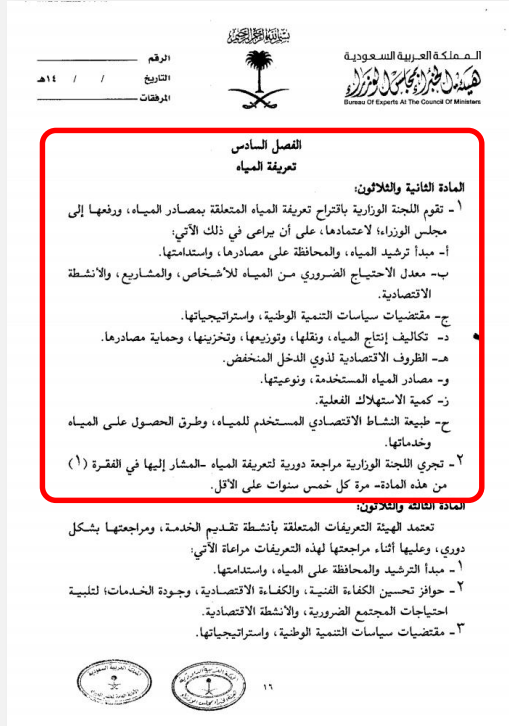 بسم الله الرحمن الرحيم
المملكة العربية السعودية
هيئة الخبراء بمجلس الوزراء
Bureau Of Experts At The Council Of Ministers
الرقم
التاريخ / / ١٤هـ
المرفقات
الفصل السادس
تعريفة المياه
المادة الثانية والثلاثون:
١- تقوم اللجنة الوزارية باقتراح تعريفة المياه المتعلقة بمصادر المياه، ورفعها إلى
مجلس الوزراء؛ لاعتمادها، على أن يراعى في ذلك الآتي:
أ- مبدأ ترشيد المياه، والمحافظة على مصادرها، واستدامتها.
ب- معدل الاحتياج الضروري من المياه للأشخاص، والمشاريع، والأنشطة
الاقتصادية.
ج- مقتضيات سياسات التنمية الوطنية، واستراتيجياتها.
د- تكاليف إنتاج المياه، ونقلها، وتوزيعها، وتخزينها، وحماية مصادرها.
هـ- الظروف الاقتصادية لذوي الدخل المنخفض.
و- مصادر المياه المستخدمة، ونوعيتها.
ز- كمية الاستهلاك الفعلية.
ح- طبيعة النشاط الاقتصادي المستخدم للمياه، وطرق الحصول على المياه
وخدماتها.
٢- تجري اللجنة الوزارية مراجعة دورية لتعريفة المياه -المشار إليها في الفقرة (١)
من هذه المادة- مرة كل خمس سنوات على الأقل.
المادة الثالثة والثلاثون:
تعتمد الهيئة التعريفات المتعلقة بأنشطة تقديم الخدمة، ومراجعتها بشكل
دوري، وعليها أثناء مراجعتها لهذه التعريفات مراعاة الآتي:
١- مبدأ الترشيد والمحافظة على المياه، واستدامتها.
٢- حوافز تحسين الكفاءة الفنية، والكفاءة الاقتصادية، وجودة الخدمات؛ لتلبية
احتياجات المجتمع الضرورية، والأنشطة الاقتصادية.
٣- مقتضيات سياسات التنمية الوطنية، واستراتيجياتها.
١٦